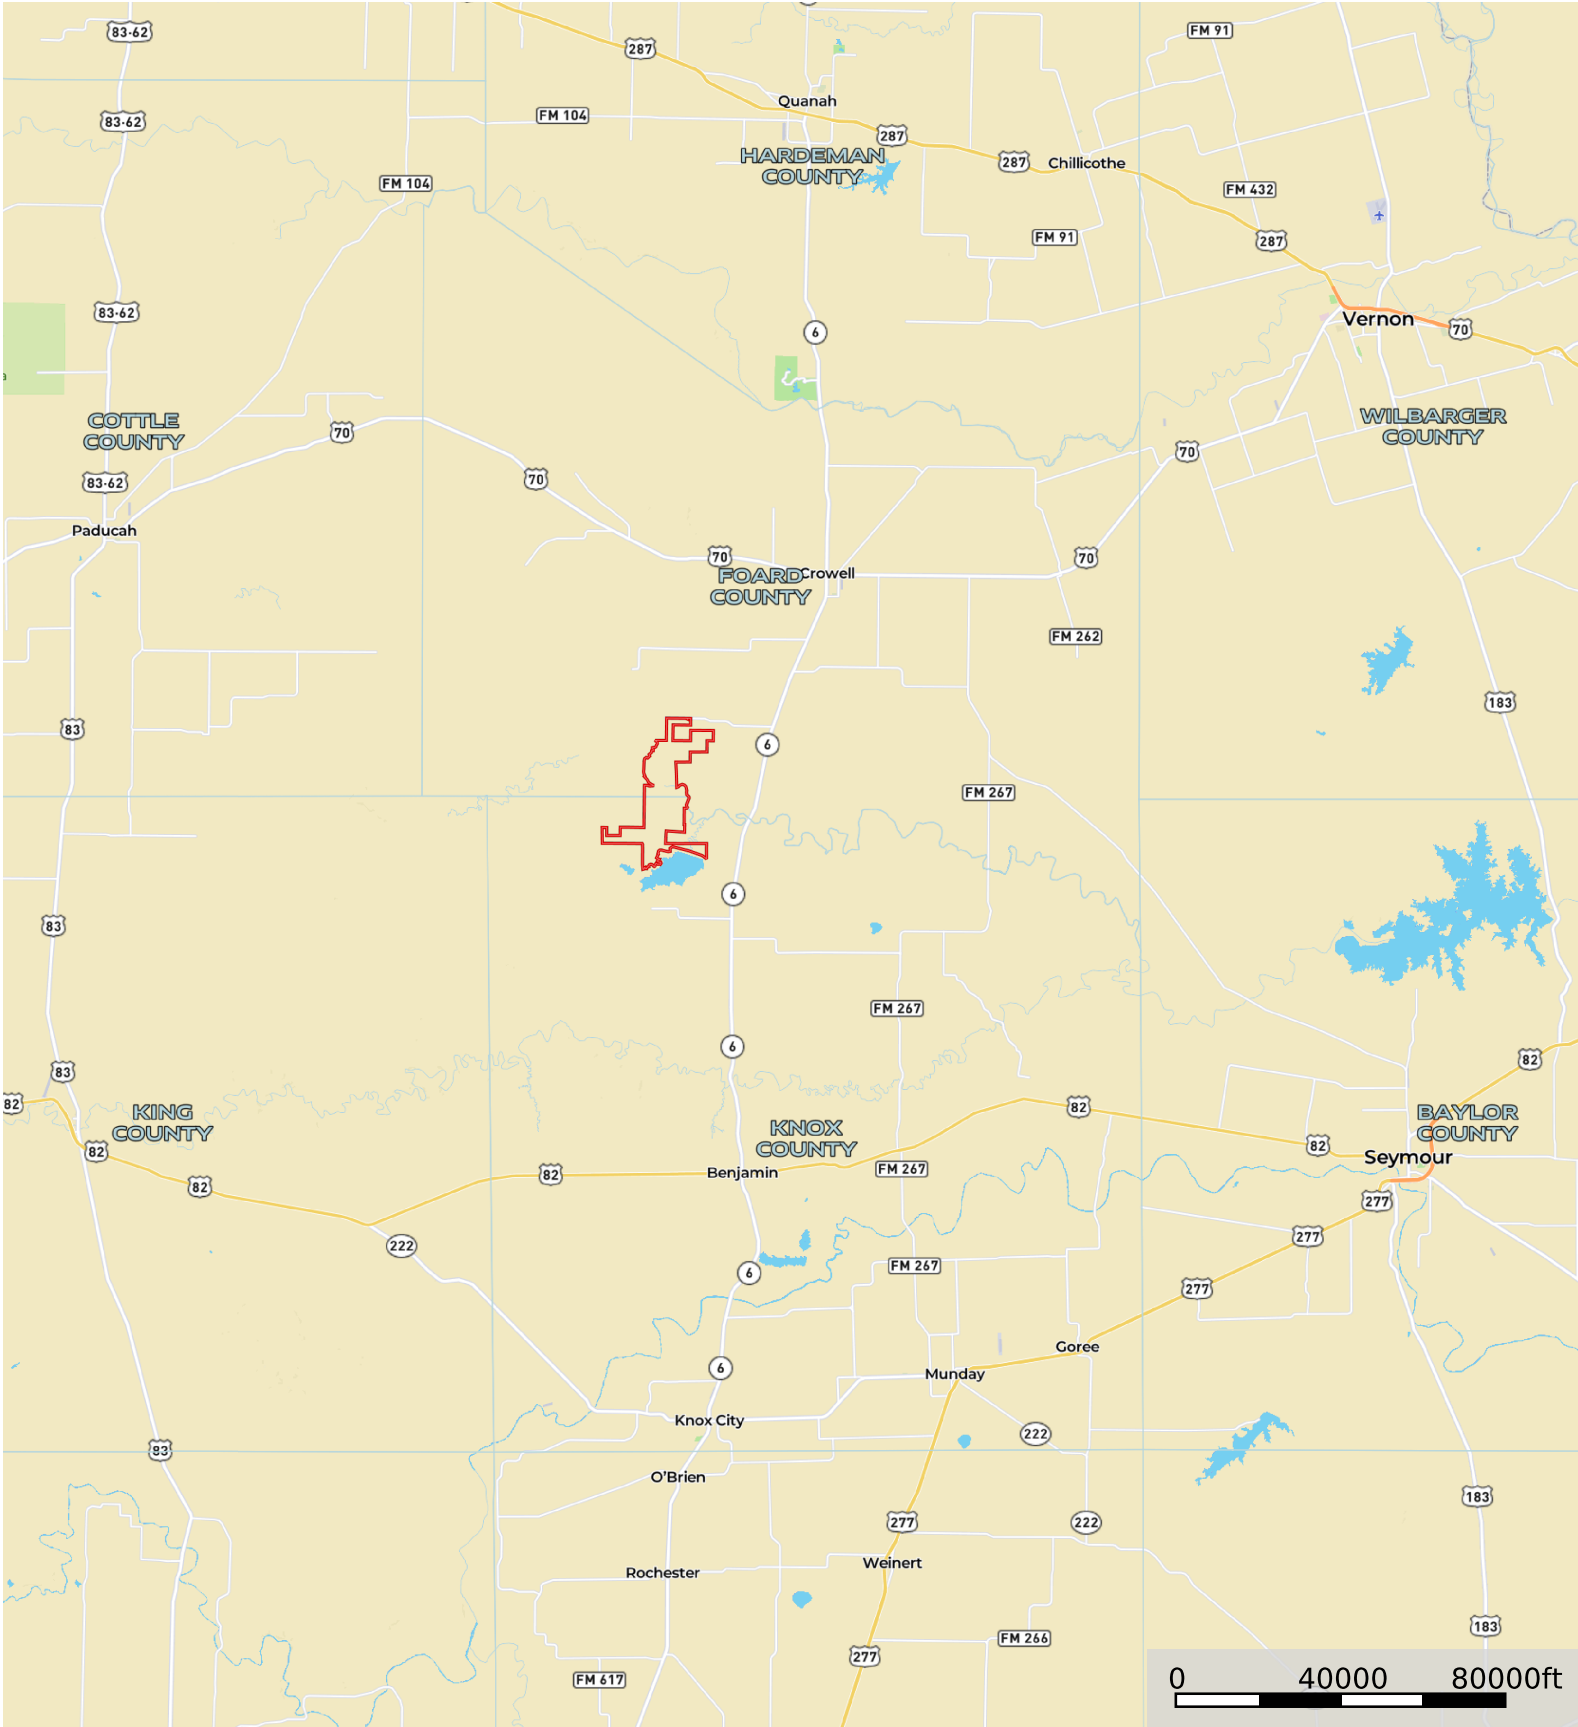 83-62
FM 91
287
Quanah
FM 104
83-62
287
HARDEMAN
COUNTY
287
Chillicothe
FM 104
FM 432
FM 91
287
83-62
Vernon
70
6
a
COTTLE
COUNTY
WILBARGER
COUNTY
70
70
70
83-62
Paducah
70
FOARD
COUNTY
Crowell
70
FM 262
183
83
6
FM 267
6
83
FM 267
6
82
83
82
KING
COUNTY
82
BAYLOR
COUNTY
KNOX
COUNTY
82
82
Seymour
82
Benjamin
FM 267
82
277
277
222
FM 267
6
277
Goree
6
Munday
Knox City
222
83
O'Brien
183
277
222
Weinert
Rochester
183
FM 266
277
FM 617
0 40000 80000ft